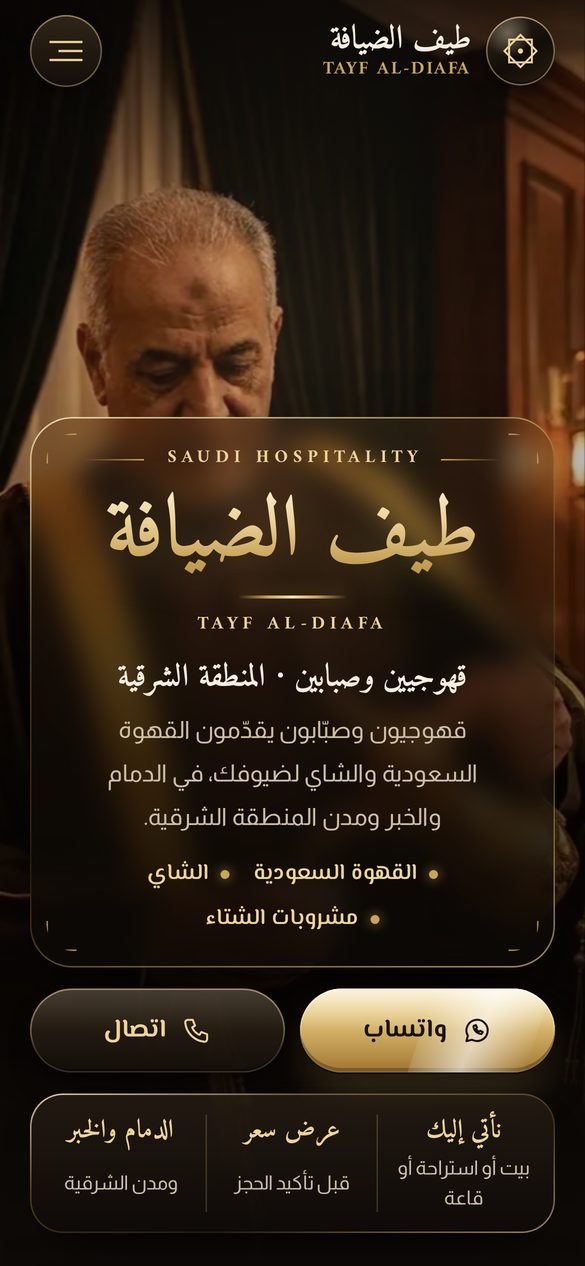 طيف الضيافة
TAYF AL-DIAFA
SAUDI HOSPITALITY
طيف الضيافة
TAYF AL-DIAFA
قهوجيين وصبابين · المنطقة الشرقية
قهوجيون وصبّابون يقدّمون القهوة
السعودية والشاي لضيوفك، في الدمام
والخبر ومدن المنطقة الشرقية.
القهوة السعودية
الشاي
مشروبات الشتاء
واتساب
اتصال
نأتي إليك
بيت أو استراحة أو
قاعة
عرض سعر
قبل تأكيد الحجز
الدمام والخبر
ومدن الشرقية